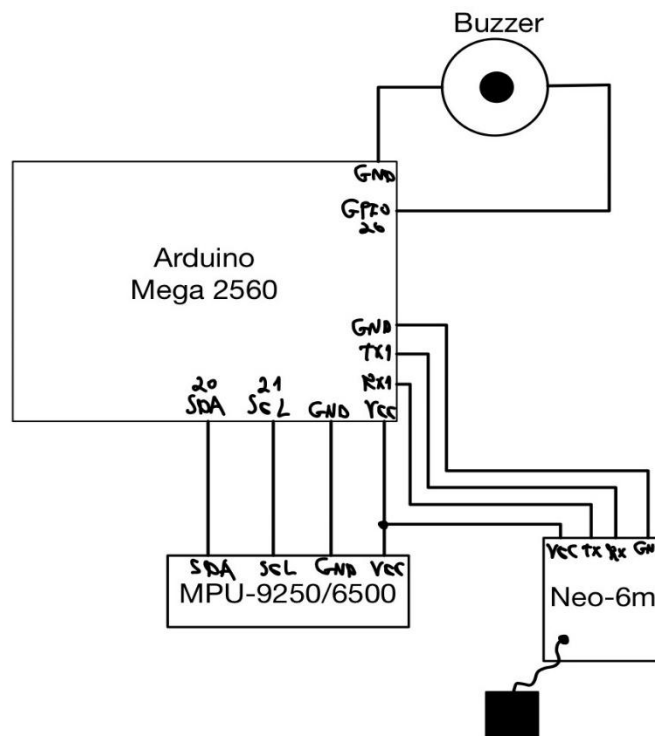 Buzzer
GND
GPIO
26
Arduino
Mega 2560
GND
TX1
RX1
20 21
SDA SCL GND VCC
SDA SCL GND VCC
MPU-9250/6500
VCC TX RX GN
Neo-6m